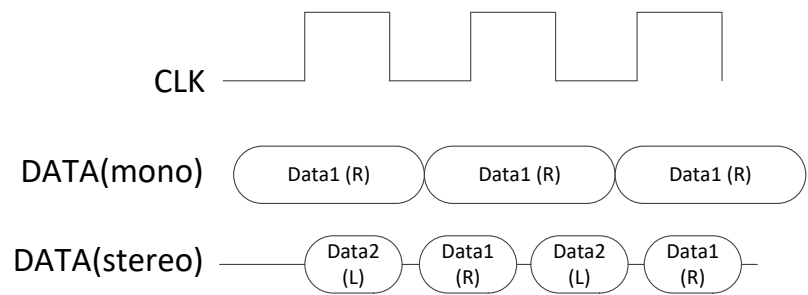 CLK
DATA(mono)
Data1 (R)
Data1 (R)
Data1 (R)
DATA(stereo)
Data2
(L)
Data1
(R)
Data2
(L)
Data1
(R)